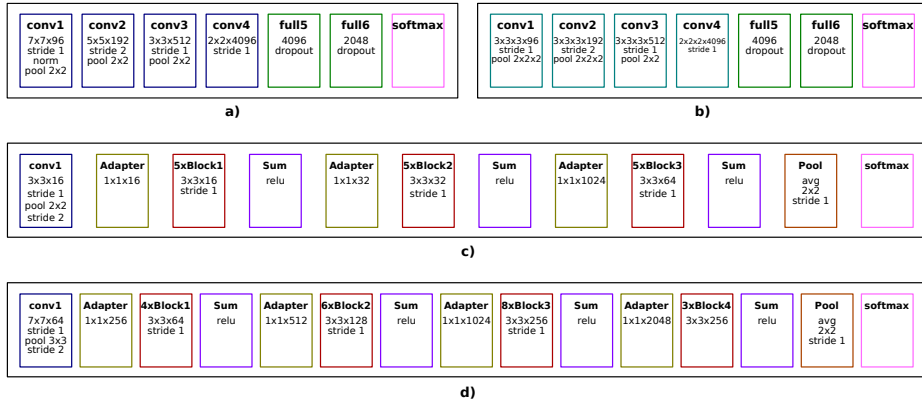 conv1
7x7x96
stride 1
norm
pool 2x2
conv2
5x5x192
stride 2
pool 2x2
conv3
3x3x512
stride 1
pool 2x2
conv4
2x2x4096
stride 1
full5
4096
dropout
full6
2048
dropout
softmax
a)
conv1
3x3x3x96
stride 1
pool 2x2x2
conv2
3x3x3x192
stride 2
pool 2x2x2
conv3
3x3x3x512
stride 1
pool 2x2
conv4
2x2x2x4096
stride 1
full5
4096
dropout
full6
2048
dropout
softmax
b)
conv1
3x3x16
stride 1
pool 2x2
stride 2
Adapter
1x1x16
5xBlock1
3x3x16
stride 1
Sum
relu
Adapter
1x1x32
5xBlock2
3x3x32
stride 1
Sum
relu
Adapter
1x1x1024
5xBlock3
3x3x64
stride 1
Sum
relu
Pool
avg
2x2
stride 1
softmax
c)
conv1
7x7x64
stride 1
pool 3x3
stride 2
Adapter
1x1x256
4xBlock1
3x3x64
stride 1
Sum
relu
Adapter
1x1x512
6xBlock2
3x3x128
stride 1
Sum
relu
Adapter
1x1x1024
8xBlock3
3x3x256
stride 1
Sum
relu
Adapter
1x1x2048
3xBlock4
3x3x256
Sum
relu
Pool
avg
2x2
stride 1
softmax
d)